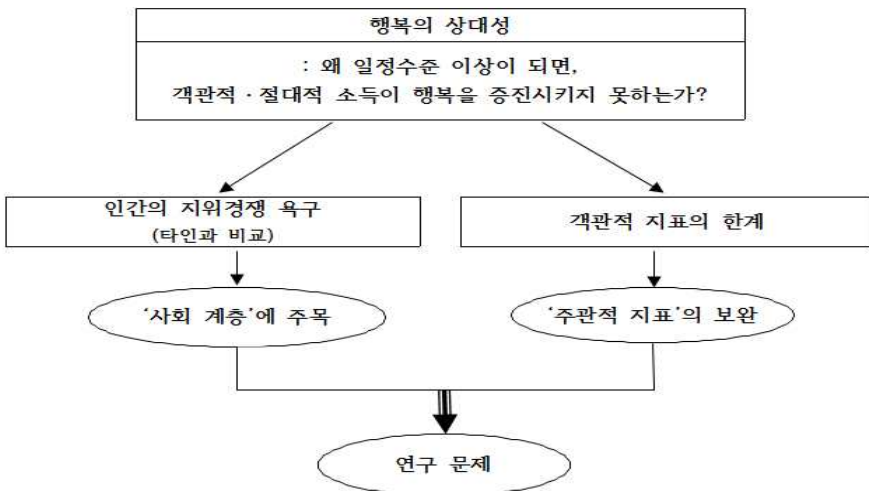 행복의 상대성
: 왜 일정수준 이상이 되면,
객관적 · 절대적 소득이 행복을 증진시키지 못하는가?
인간의 지위경쟁 욕구
(타인과 비교)
객관적 지표의 한계
‘사회 계층’에 주목
‘주관적 지표’의 보완
연구 문제